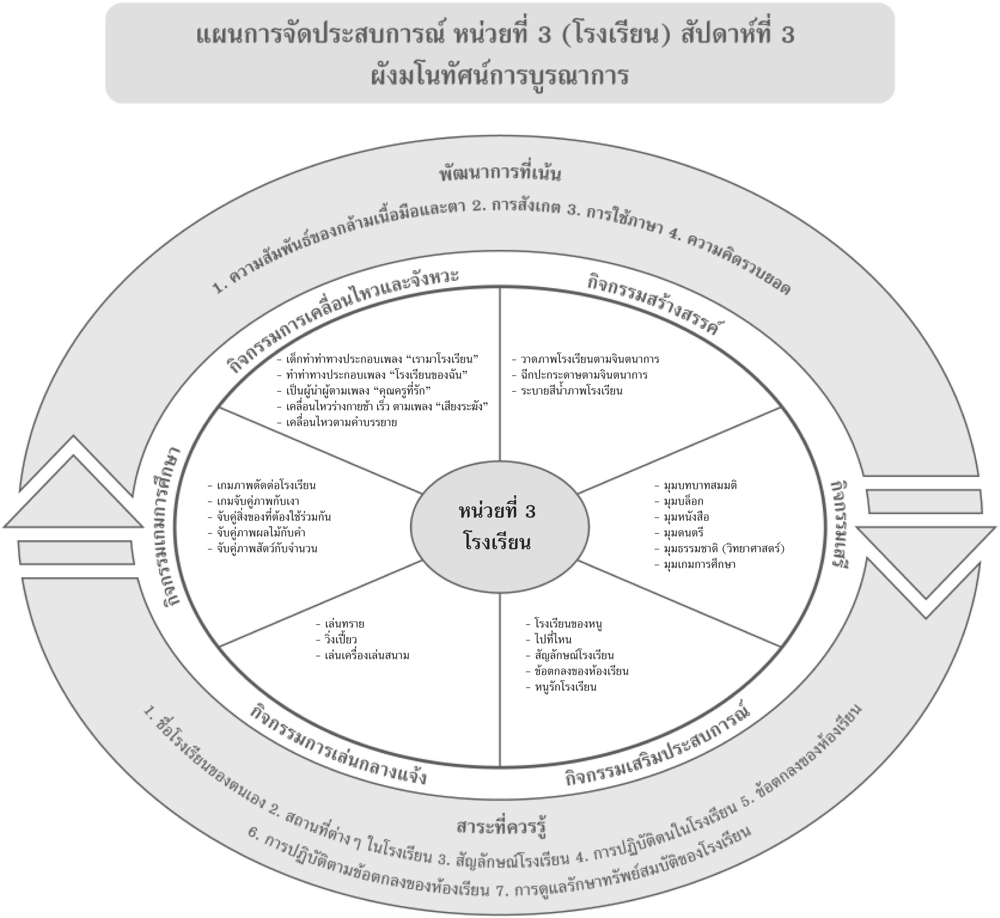 แผนการจัดประสบการณ์ หน่วยที่ 3 (โรงเรียน) สัปดาห์ที่ 3
ผังมโนทัศน์การบูรณาการ
พัฒนาการที่เน้น
1. ความสัมพันธ์ของกล้ามเนื้อมือและตา 2. การสังเกต 3. การใช้ภาษา 4. ความคิดรวบยอด
กิจกรรมการเคลื่อนไหวและจังหวะ
- เด็กทำท่าทางประกอบเพลง “เรามาโรงเรียน”
- ทำท่าทางประกอบเพลง “โรงเรียนของฉัน”
- เป็นผู้นำผู้ตามเพลง “คุณครูที่รัก”
- เคลื่อนไหวร่างกายช้า เร็ว ตามเพลง “เสียงระฆัง”
- เคลื่อนไหวตามคำบรรยาย
กิจกรรมสร้างสรรค์
- วาดภาพโรงเรียนตามจินตนาการ
- ฉีกปะกระดาษตามจินตนาการ
- ระบายสีน้ำภาพโรงเรียน
กิจกรรมเกมการศึกษา
- เกมภาพตัดต่อโรงเรียน
- เกมจับคู่ภาพกับเงา
- จับคู่สิ่งของที่ต้องใช้ร่วมกัน
- จับคู่ภาพผลไม้กับคำ
- จับคู่ภาพสัตว์กับจำนวน
หน่วยที่ 3
โรงเรียน
กิจกรรมเสรี
- มุมบทบาทสมมติ
- มุมบล็อก
- มุมหนังสือ
- มุมดนตรี
- มุมธรรมชาติ (วิทยาศาสตร์)
- มุมเกมการศึกษา
- เล่นทราย
- วิ่งเปี้ยว
- เล่นเครื่องเล่นสนาม
กิจกรรมการเล่นกลางแจ้ง
- โรงเรียนของหนู
- ไปที่ไหน
- สัญลักษณ์โรงเรียน
- ข้อตกลงของห้องเรียน
- หนูรักโรงเรียน
กิจกรรมเสริมประสบการณ์
สาระที่ควรรู้
1. ชื่อโรงเรียนของตนเอง 2. สถานที่ต่างๆ ในโรงเรียน 3. สัญลักษณ์โรงเรียน 4. การปฏิบัติตนในโรงเรียน 5. ข้อตกลงของห้องเรียน
6. การปฏิบัติตามข้อตกลงของห้องเรียน 7. การดูแลรักษาทรัพย์สมบัติของโรงเรียน